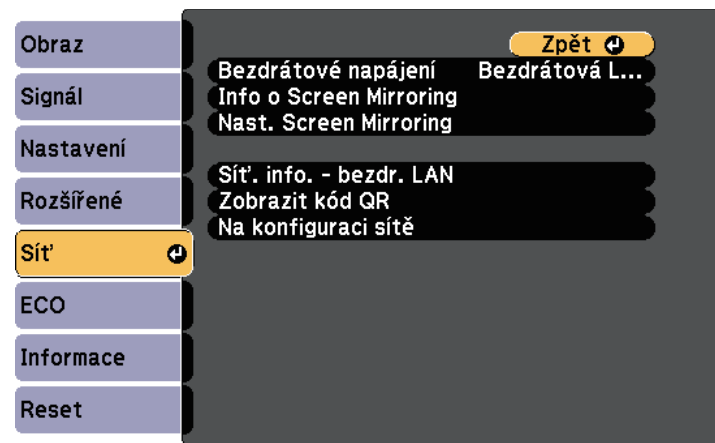 Obraz
Signál
Nastavení
Rozšířené
Síť
ECO
Informace
Reset
Zpět
Bezdrátové napájení Bezdrátová L...
Info o Screen Mirroring
Nast. Screen Mirroring
Síť. info. - bezdr. LAN
Zobrazit kód QR
Na konfiguraci sítě